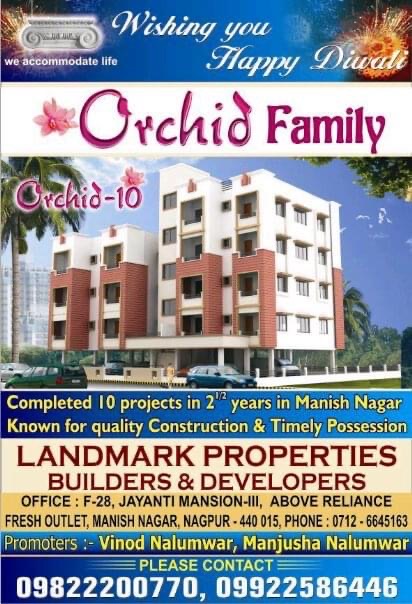 Wishing you
Happy Diwali
we accommodate life
Orchid Family
Orchid-10
Completed 10 projects in 2 1/2 years in Manish Nagar
Known for quality Construction & Timely Possession
LANDMARK PROPERTIES
BUILDERS & DEVELOPERS
OFFICE : F-28, JAYANTI MANSION-III, ABOVE RELIANCE
FRESH OUTLET, MANISH NAGAR, NAGPUR - 440 015, PHONE : 0712 - 6645163
Promoters :- Vinod Nalumwar, Manjusha Nalumwar
PLEASE CONTACT
09822200770, 09922586446